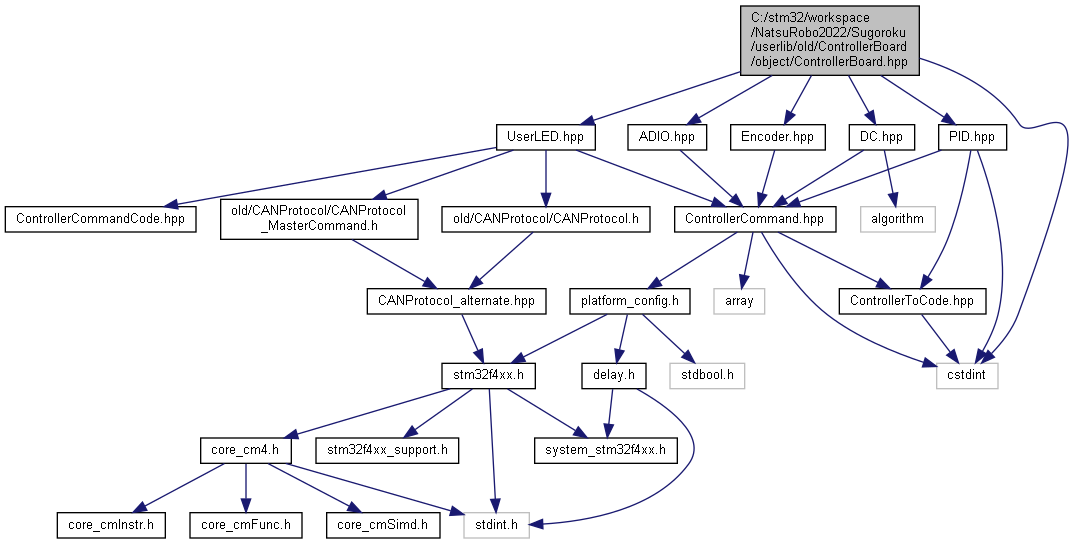 C:/stm32/workspace
/NatsuRobo2022/Sugoroku
/userlib/old/ControllerBoard
/object/ControllerBoard.hpp
UserLED.hpp
ADIO.hpp
Encoder.hpp
DC.hpp
PID.hpp
ControllerCommandCode.hpp
old/CANProtocol/CANProtocol
_MasterCommand.h
old/CANProtocol/CANProtocol.h
ControllerCommand.hpp
algorithm
CANProtocol_alternate.hpp
platform_config.h
array
ControllerToCode.hpp
stm32f4xx.h
delay.h
stdbool.h
cstdint
core_cm4.h
stm32f4xx_support.h
system_stm32f4xx.h
core_cmInstr.h
core_cmFunc.h
core_cmSimd.h
stdint.h